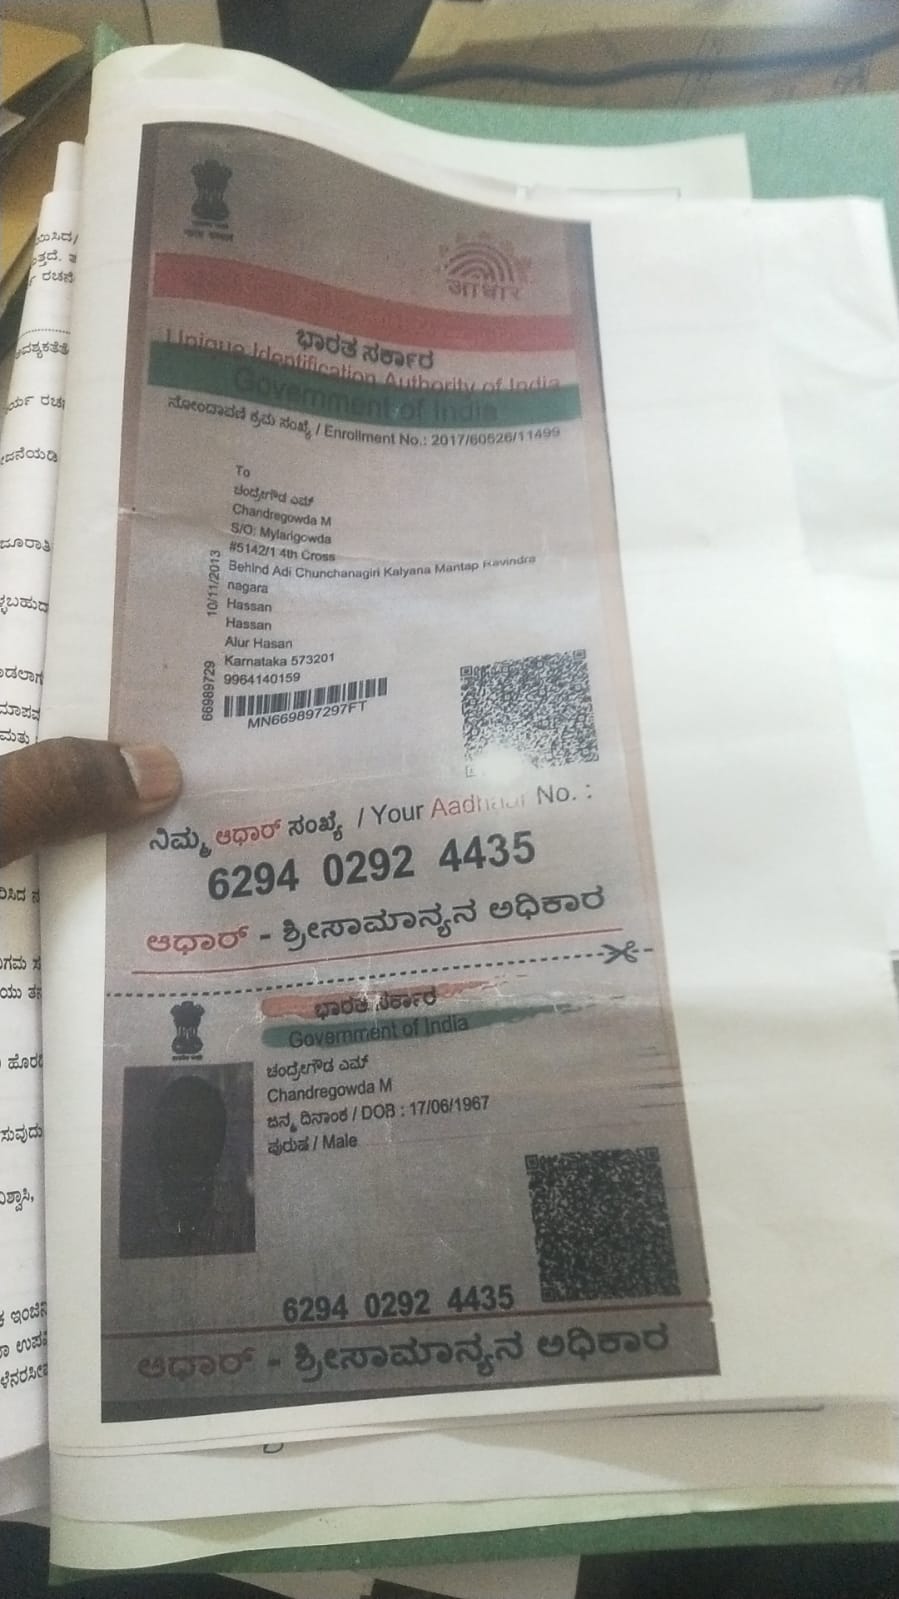 आधार
ಭಾರತ ಸರ್ಕಾರ
Unique Identification Authority of India
Government of India
ನೋಂದಾವಣಿ ಕ್ರಮ ಸಂಖ್ಯೆ / Enrollment No.: 2017/60526/11499
To
ಚಂದ್ರೇಗೌಡ ಎಮ್
Chandregowda M
S/O: Mylarigowda
#5142/1 4th Cross
Behind Adi Chunchanagiri Kalyana Mantap Ravindra
nagara
Hassan
Hassan
Alur Hasan
Karnataka 573201
9964140159
10/11/2013
66989729
MN669897297FT
ನಿಮ್ಮ ಆಧಾರ್ ಸಂಖ್ಯೆ / Your Aadhaar No. :
6294 0292 4435
ಆಧಾರ್ - ಶ್ರೀಸಾಮಾನ್ಯನ ಅಧಿಕಾರ
ಭಾರತ ಸರ್ಕಾರ
Government of India
ಚಂದ್ರೇಗೌಡ ಎಮ್
Chandregowda M
ಜನ್ಮ ದಿನಾಂಕ / DOB : 17/06/1967
ಪುರುಷ / Male
6294 0292 4435
ಆಧಾರ್ - ಶ್ರೀಸಾಮಾನ್ಯನ ಅಧಿಕಾರ